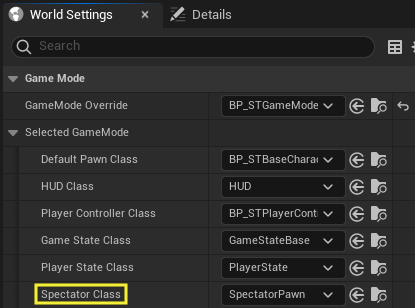 World Settings × Details
Search
Game Mode
GameMode Override BP_STGameMode
Selected GameMode
Default Pawn Class BP_STBaseCharac
HUD Class HUD
Player Controller Class BP_STPlayerConti
Game State Class GameStateBase
Player State Class PlayerState
Spectator Class SpectatorPawn